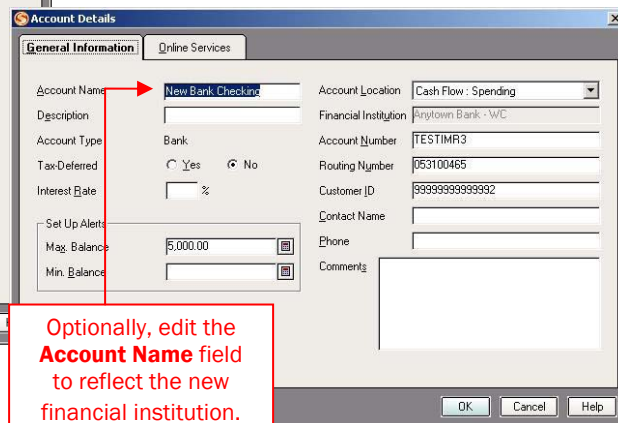 Account Details
General Information
Online Services
Account Name
New Bank Checking
Description
Account Type
Bank
Tax-Deferred
Yes
No
Interest Rate
%
Set Up Alerts
Max. Balance
5,000.00
Min. Balance
Account Location
Cash Flow : Spending
Financial Institution
Anytown Bank - WC
Account Number
TESTIMR3
Routing Number
053100465
Customer ID
99999999999992
Contact Name
Phone
Comments
Optionally, edit the
Account Name field
to reflect the new
financial institution.
OK
Cancel
Help